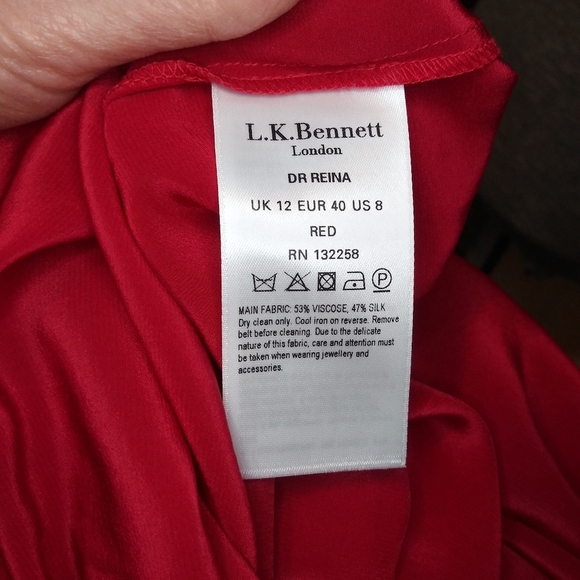 L.K.Bennett
London
DR REINA
UK 12 EUR 40 US 8
RED
RN 132258
P
MAIN FABRIC: 53% VISCOSE, 47% SILK
Dry clean only. Cool iron on reverse. Remove
belt before cleaning. Due to the delicate
nature of this fabric, care and attention must
be taken when wearing jewellery and
accessories.